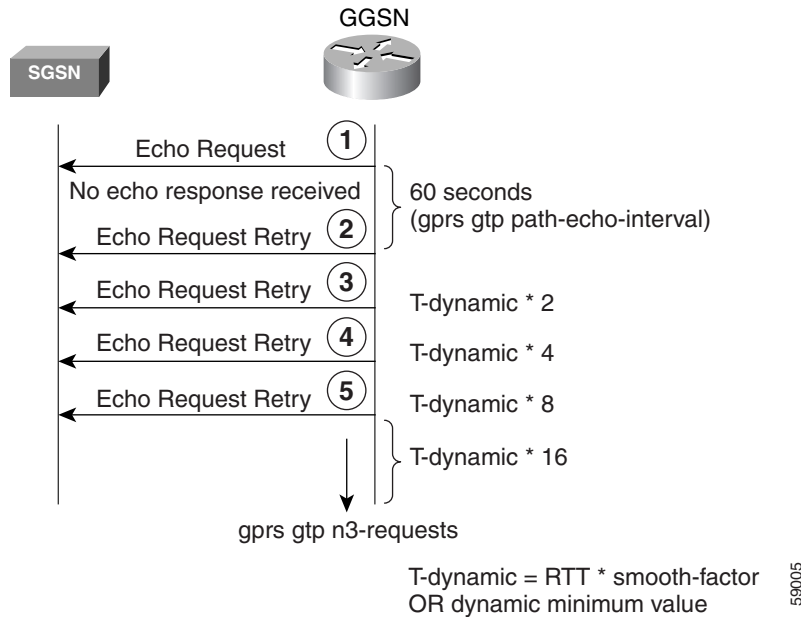 GGSN
SGSN
Echo Request
1
No echo response received
60 seconds
(gprs gtp path-echo-interval)
Echo Request Retry
2
Echo Request Retry
3
T-dynamic * 2
Echo Request Retry
4
T-dynamic * 4
Echo Request Retry
5
T-dynamic * 8
T-dynamic * 16
gprs gtp n3-requests
T-dynamic = RTT * smooth-factor
OR dynamic minimum value
59005